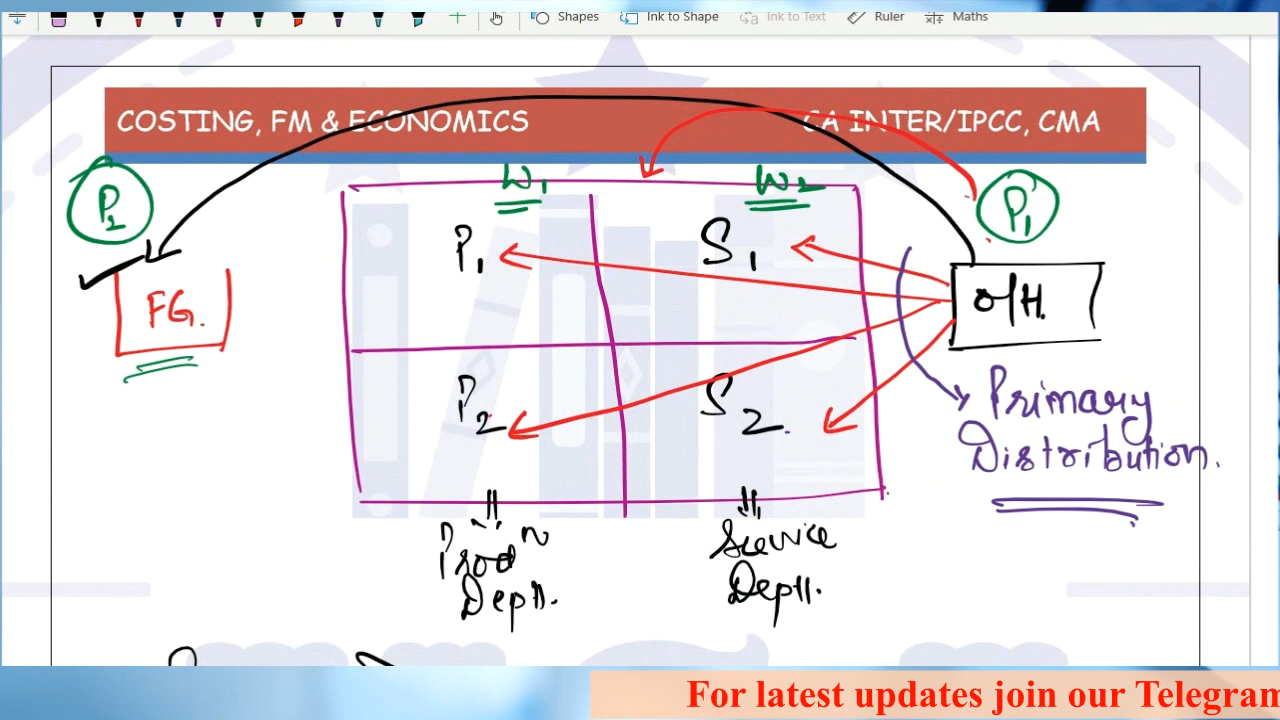 Shapes
Ink to Shape
Ink to Text
Ruler
Maths
COSTING, FM & ECONOMICS
CA INTER/IPCC, CMA
W1
W2
P2
P1
P1
S1
FG.
O/H.
P2
S2
Primary
Distribution.
Prodn
Deptt.
Service
Deptt.
For latest updates join our Telegram